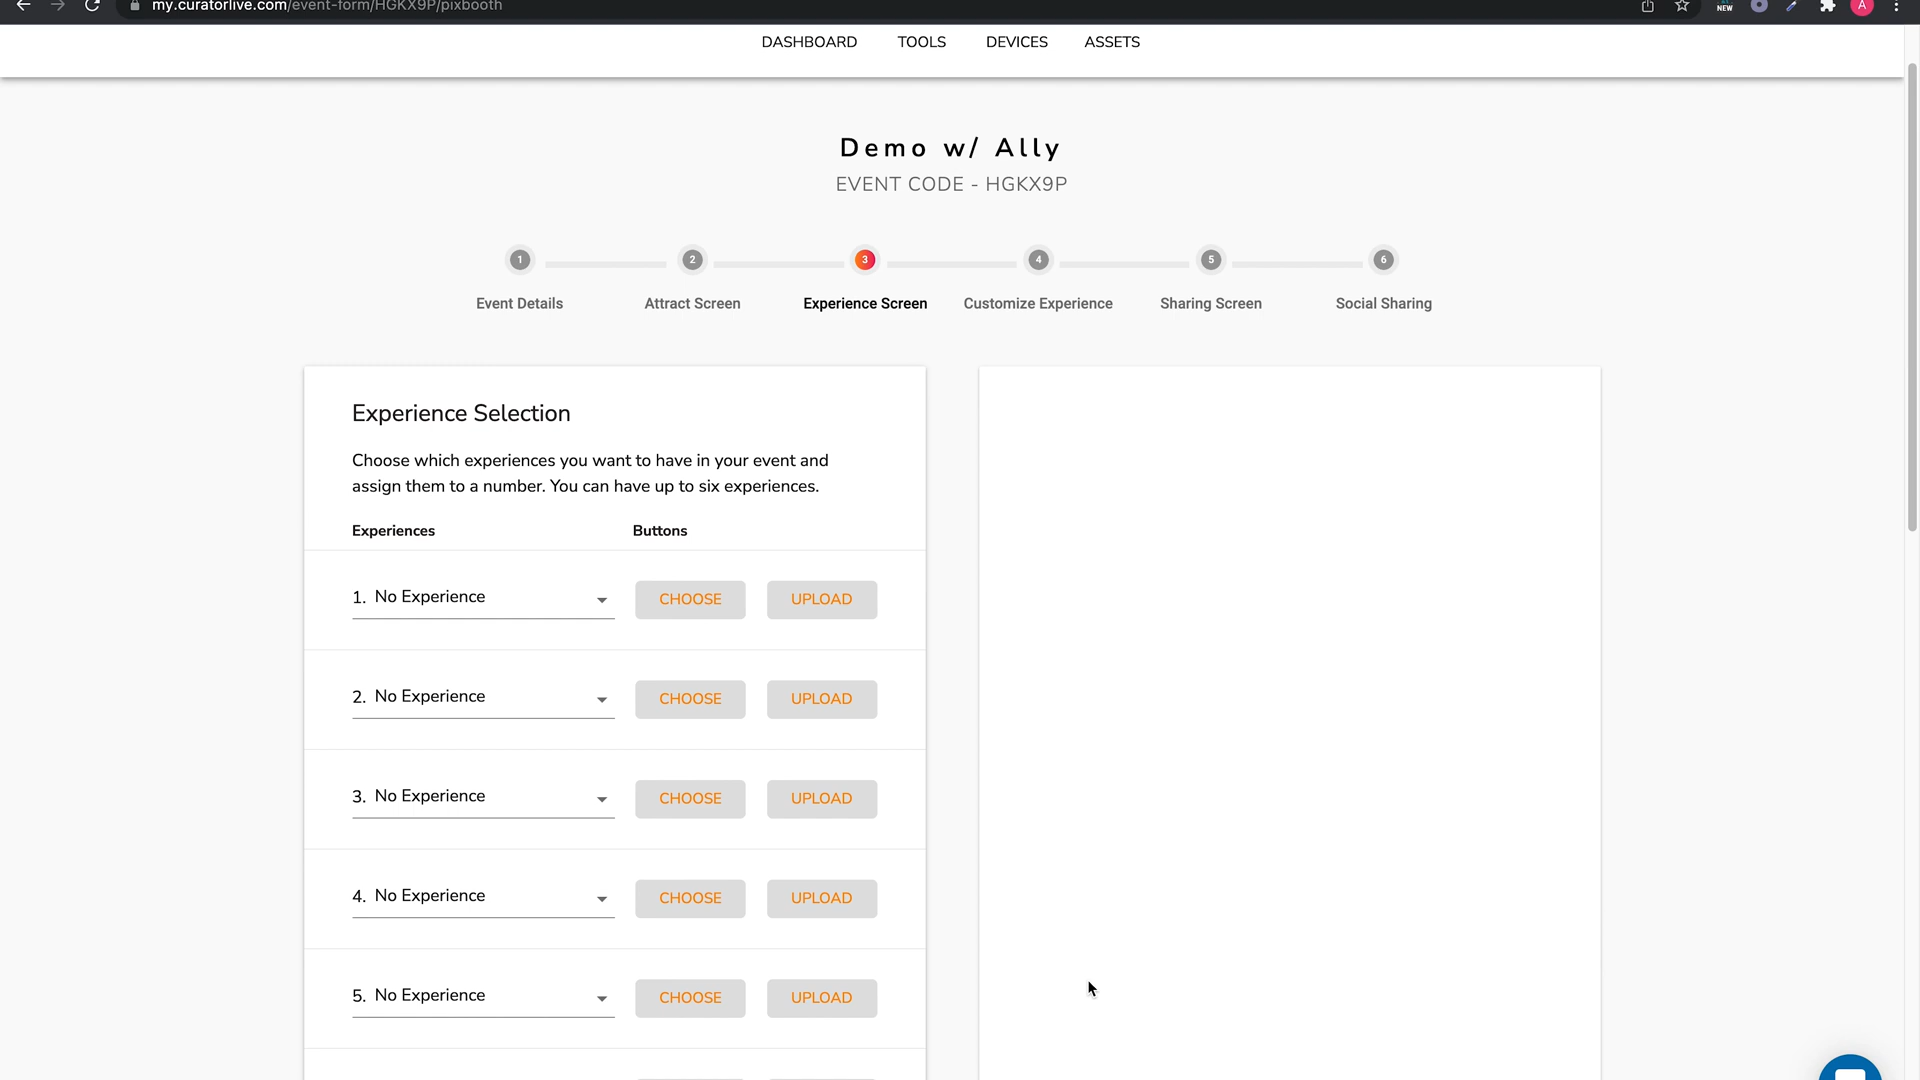 my.curatorlive.com/event-form/HGKX9P/pixbooth
NEW
A
DASHBOARD TOOLS DEVICES ASSETS
Demo w/ Ally
EVENT CODE - HGKX9P
1 2 3 4 5 6
Event Details Attract Screen Experience Screen Customize Experience Sharing Screen Social Sharing
Experience Selection
Choose which experiences you want to have in your event and
assign them to a number. You can have up to six experiences.
Experiences Buttons
1. No Experience CHOOSE UPLOAD
2. No Experience CHOOSE UPLOAD
3. No Experience CHOOSE UPLOAD
4. No Experience CHOOSE UPLOAD
5. No Experience CHOOSE UPLOAD